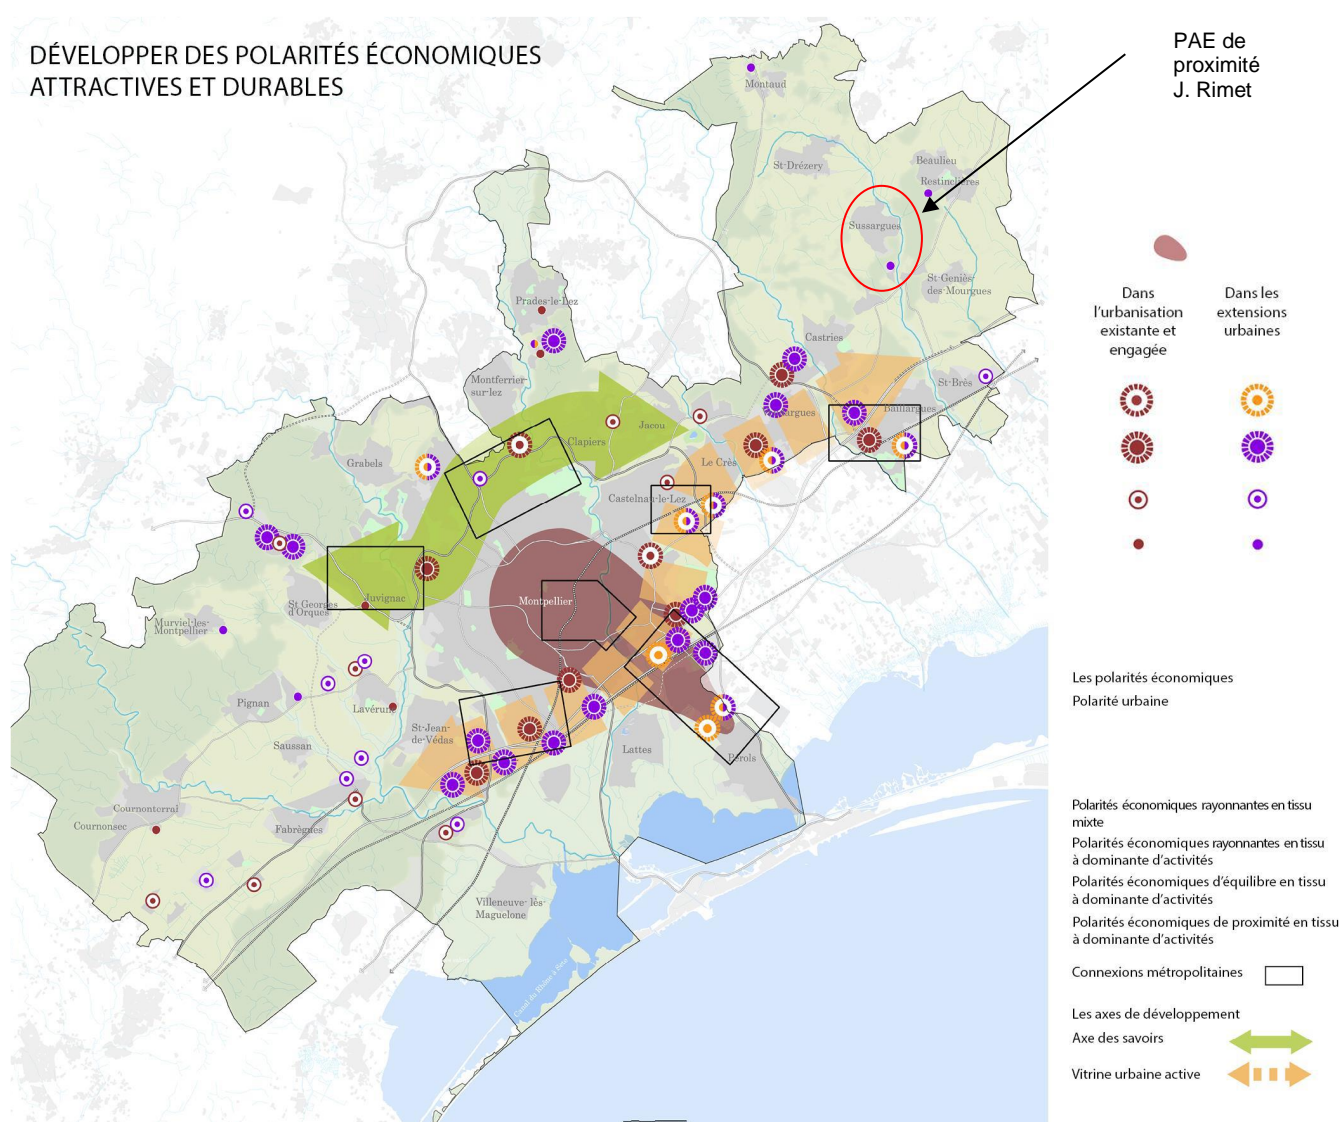 DÉVELOPPER DES POLARITÉS ÉCONOMIQUES
ATTRACTIVES ET DURABLES
PAE de
proximité
J. Rimet
Montaud
St-Drézery
Beaulieu
Restinclières
Sussargues
St-Geniès-
des-Mourgues
Prades-le-Lez
Castries
Montferrier-
sur-lez
St-Brès
Baillargues
Jacou
Clapiers
Le Crès
Grabels
Castelnau-le-Lez
Montpellier
Juvignac
St Georges
d'Orques
Murviel-les-
Montpellier
Pignan
Lavérune
St-Jean-
de-Védas
Saussan
Lattes
Pérols
Cournonterral
Cournonsec
Fabrègues
Villeneuve-lès-
Maguelone
Canal du Rhône à Sète
Dans
l'urbanisation
existante et
engagée
Dans les
extensions
urbaines
Les polarités économiques
Polarité urbaine
Polarités économiques rayonnantes en tissu
mixte
Polarités économiques rayonnantes en tissu
à dominante d'activités
Polarités économiques d'équilibre en tissu
à dominante d'activités
Polarités économiques de proximité en tissu
à dominante d'activités
Connexions métropolitaines
Les axes de développement
Axe des savoirs
Vitrine urbaine active